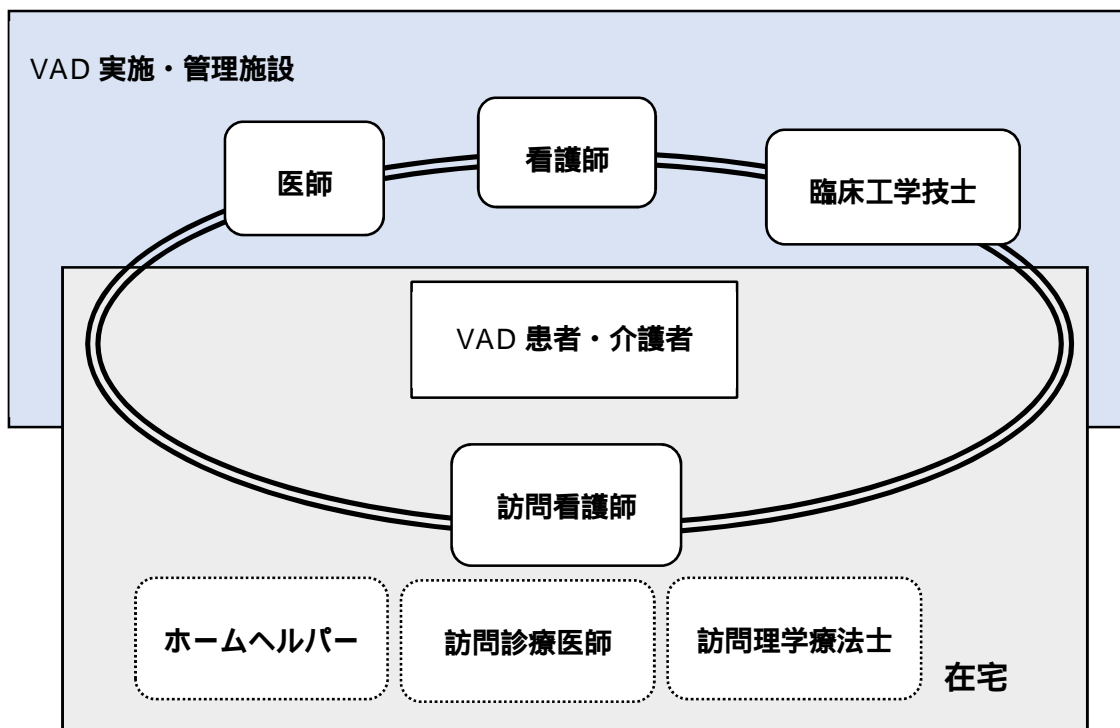 VAD 実施・管理施設
医師
看護師
臨床工学技士
VAD 患者・介護者
訪問看護師
ホームヘルパー
訪問診療医師
訪問理学療法士
在宅